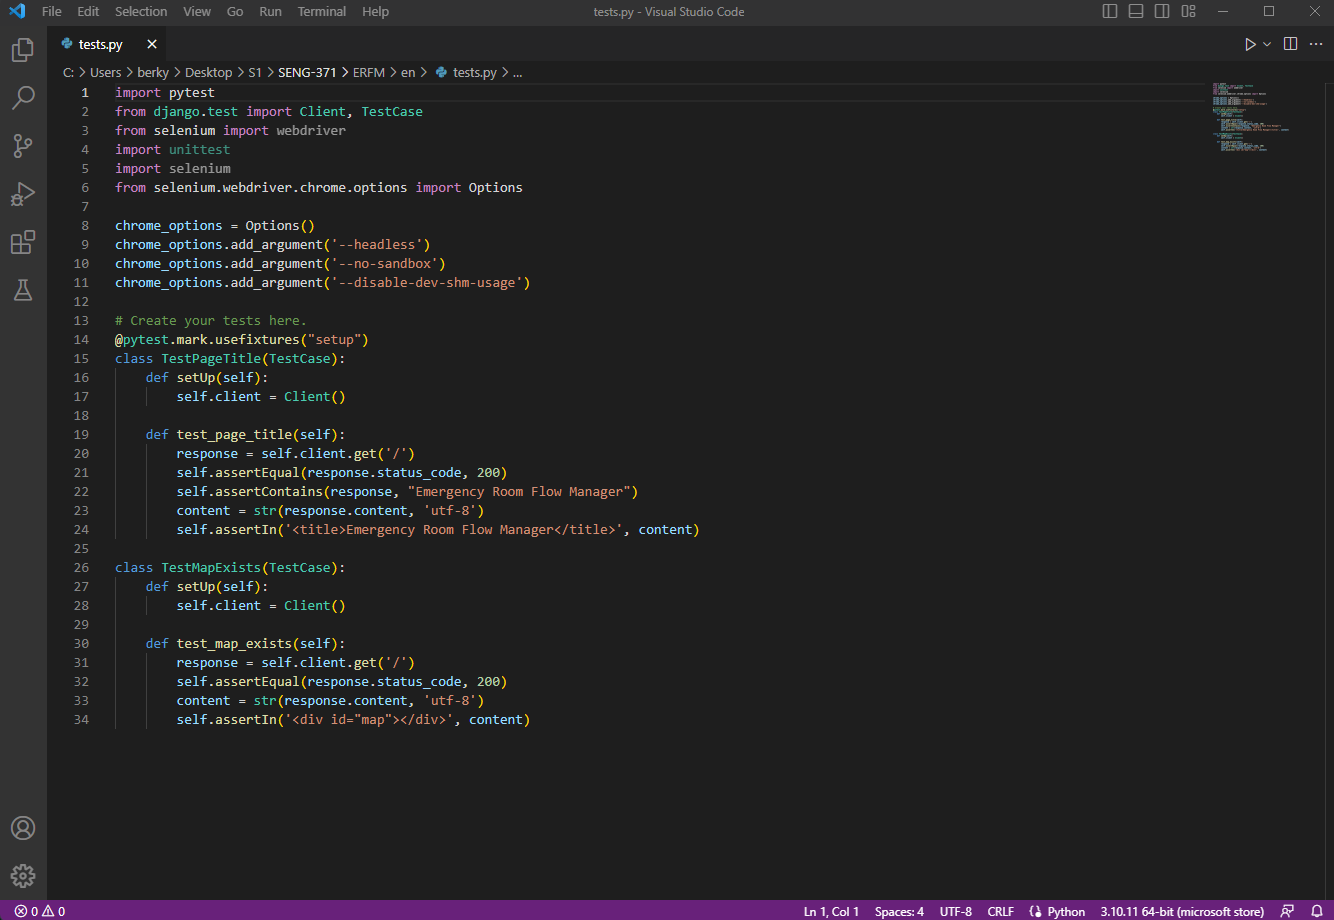 File Edit Selection View Go Run Terminal Help
tests.py - Visual Studio Code
tests.py
C: > Users > berky > Desktop > S1 > SENG-371 > ERFM > en > tests.py > ...
1 import pytest
2 from django.test import Client, TestCase
3 from selenium import webdriver
4 import unittest
5 import selenium
6 from selenium.webdriver.chrome.options import Options
7
8 chrome_options = Options()
9 chrome_options.add_argument('--headless')
10 chrome_options.add_argument('--no-sandbox')
11 chrome_options.add_argument('--disable-dev-shm-usage')
12
13 # Create your tests here.
14 @pytest.mark.usefixtures("setup")
15 class TestPageTitle(TestCase):
16     def setUp(self):
17         self.client = Client()
18
19     def test_page_title(self):
20         response = self.client.get('/')
21         self.assertEqual(response.status_code, 200)
22         self.assertContains(response, "Emergency Room Flow Manager")
23         content = str(response.content, 'utf-8')
24         self.assertIn('<title>Emergency Room Flow Manager</title>', content)
25
26 class TestMapExists(TestCase):
27     def setUp(self):
28         self.client = Client()
29
30     def test_map_exists(self):
31         response = self.client.get('/')
32         self.assertEqual(response.status_code, 200)
33         content = str(response.content, 'utf-8')
34         self.assertIn('<div id="map"></div>', content)
0 0 Ln 1, Col 1 Spaces: 4 UTF-8 CRLF Python 3.10.11 64-bit (microsoft store)